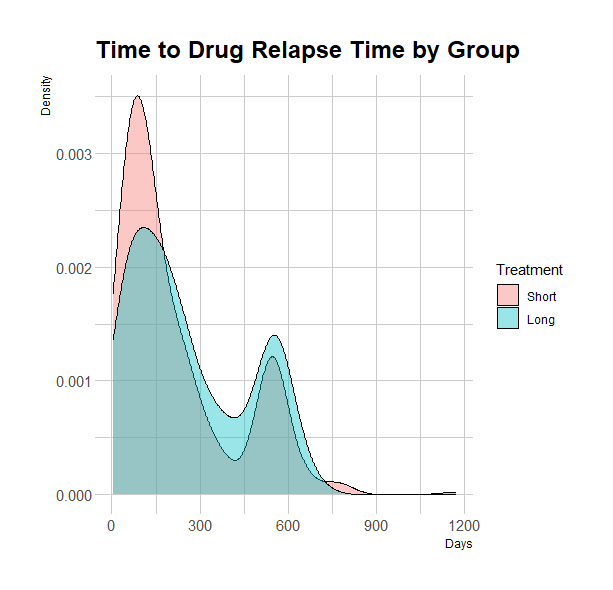 Time to Drug Relapse Time by Group
Density
0.003
0.002
0.001
0.000
0 300 600 900 1200
Days
Treatment
Short
Long